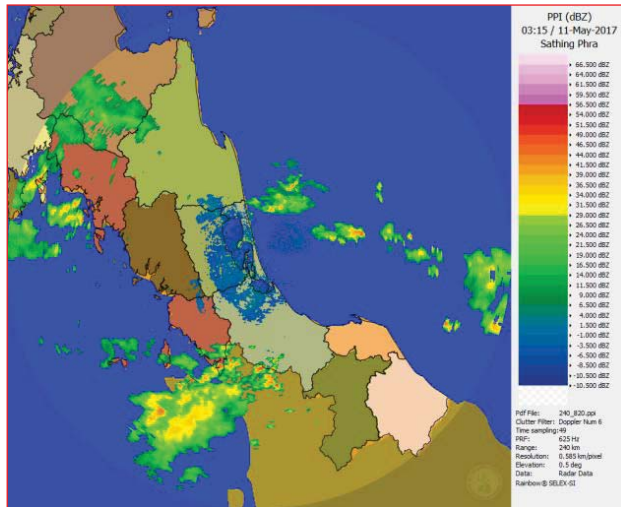 PPI (dBZ)
03:15 / 11-May-2017
Sathing Phra
66.500 dBZ
64.000 dBZ
61.500 dBZ
59.500 dBZ
56.500 dBZ
54.000 dBZ
51.500 dBZ
49.000 dBZ
46.500 dBZ
44.000 dBZ
41.500 dBZ
39.000 dBZ
36.500 dBZ
34.000 dBZ
31.500 dBZ
29.000 dBZ
26.500 dBZ
24.000 dBZ
21.500 dBZ
19.000 dBZ
16.500 dBZ
14.000 dBZ
11.500 dBZ
9.000 dBZ
6.500 dBZ
4.000 dBZ
1.500 dBZ
-1.000 dBZ
-3.500 dBZ
-6.500 dBZ
-8.500 dBZ
-10.500 dBZ
Pdf File: 240_820.ppi
Clutter Filter: Doppler Num 6
Time sampling:49
PRF: 625 Hz
Range: 240 km
Resolution: 0.585 km/pixel
Elevation: 0.5 deg
Data: Radar Data
Rainbow® SELEX-SI